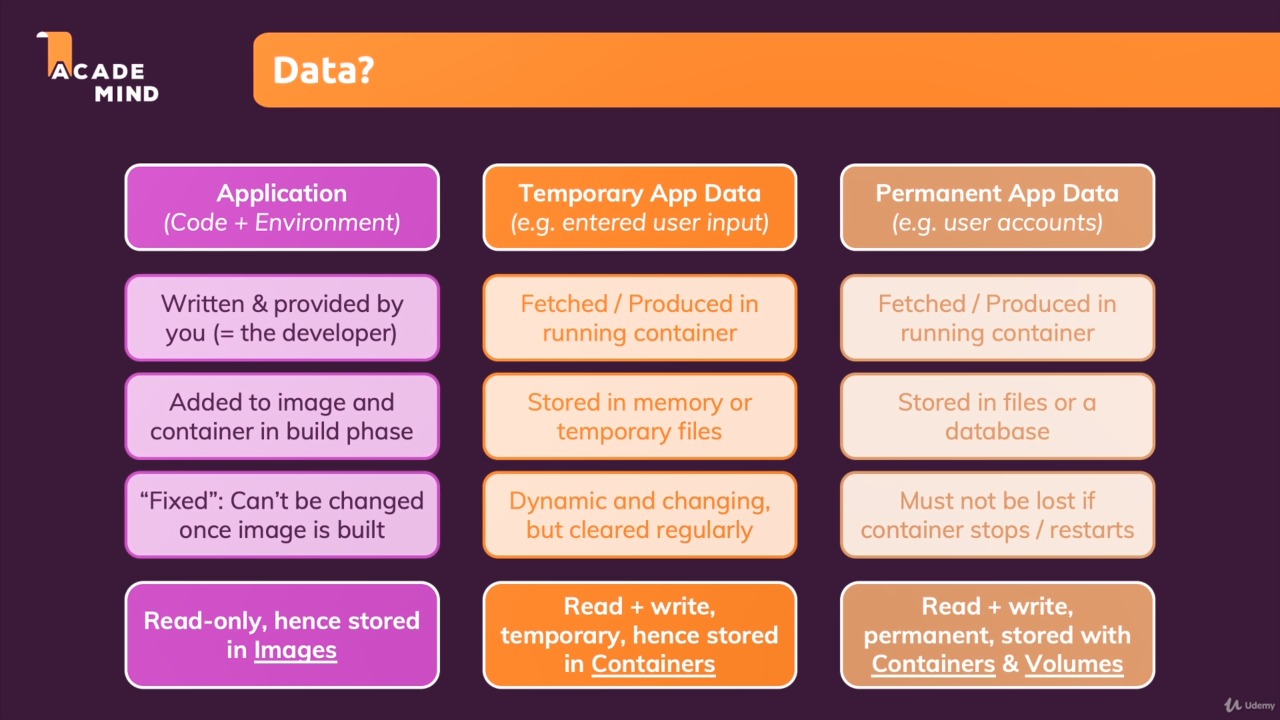 ACADE
MIND
Data?
Application
(Code + Environment)
Written & provided by
you (= the developer)
Added to image and
container in build phase
“Fixed”: Can’t be changed
once image is built
Read-only, hence stored
in Images
Temporary App Data
(e.g. entered user input)
Fetched / Produced in
running container
Stored in memory or
temporary files
Dynamic and changing,
but cleared regularly
Read + write,
temporary, hence stored
in Containers
Permanent App Data
(e.g. user accounts)
Fetched / Produced in
running container
Stored in files or a
database
Must not be lost if
container stops / restarts
Read + write,
permanent, stored with
Containers & Volumes
Udemy